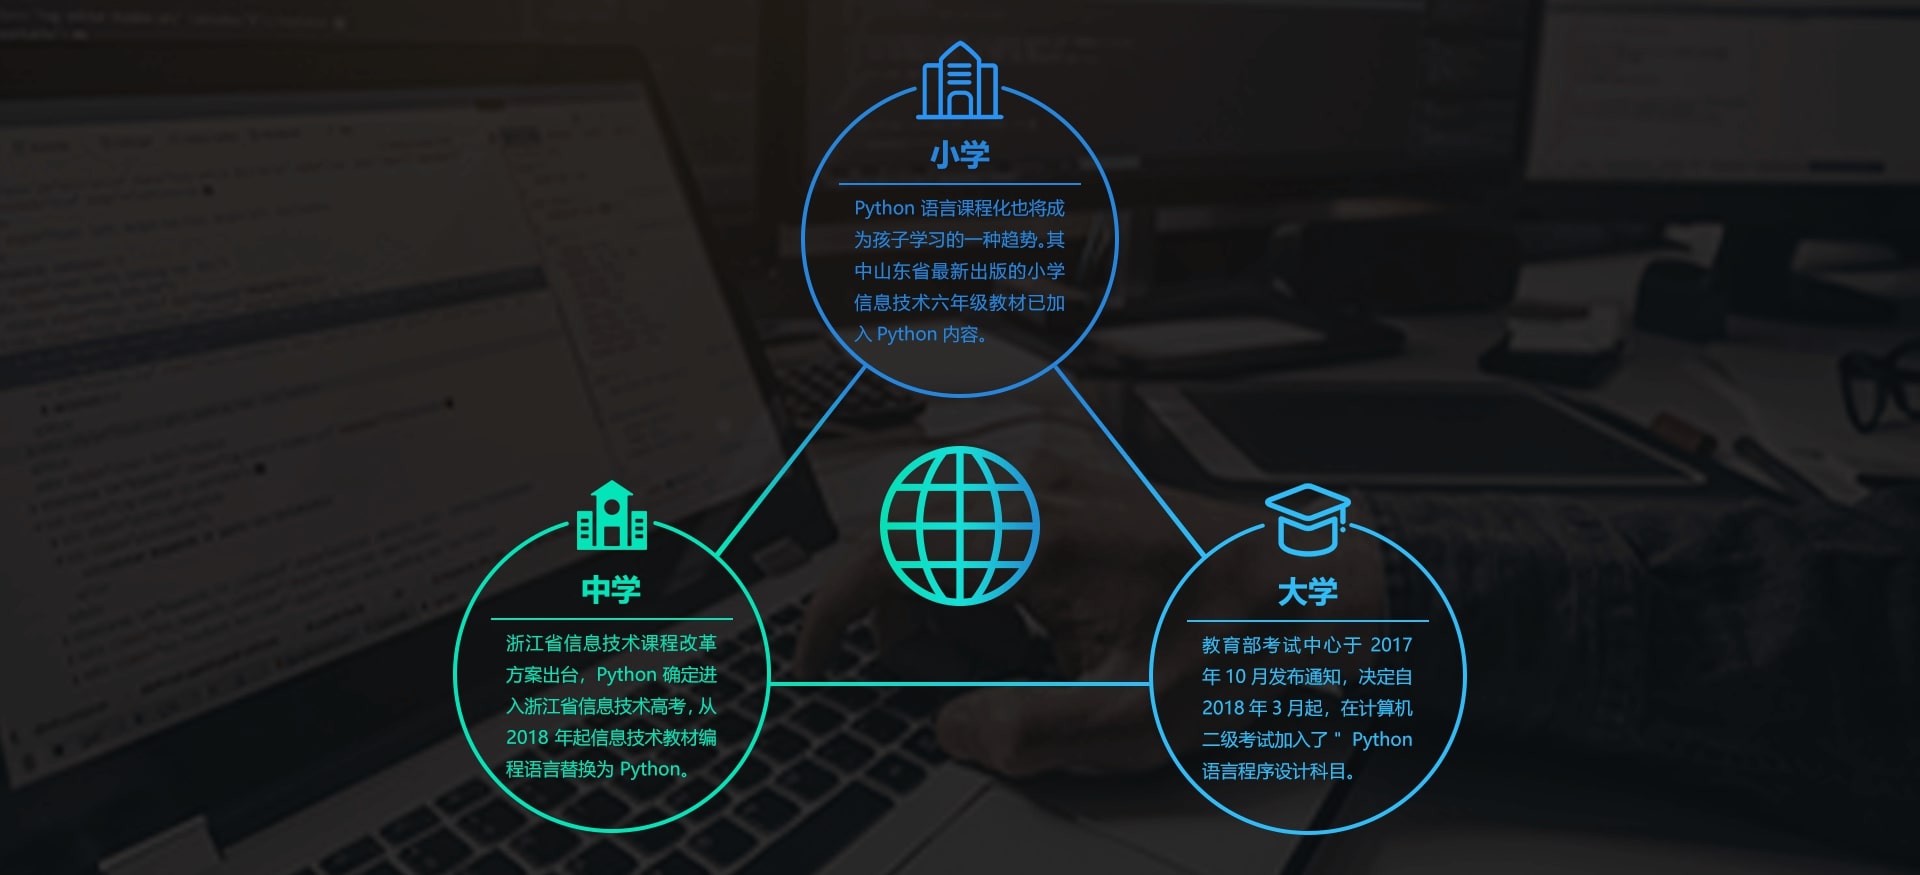 小学
Python 语言课程化也将成
为孩子学习的一种趋势。其
中山东省最新出版的小学
信息技术六年级教材已加
入 Python 内容。
中学
浙江省信息技术课程改革
方案出台，Python 确定进
入浙江省信息技术高考，从
2018 年起信息技术教材编
程语言替换为 Python。
大学
教育部考试中心于 2017
年 10 月发布通知，决定自
2018 年 3 月起，在计算机
二级考试加入了 " Python
语言程序设计科目。